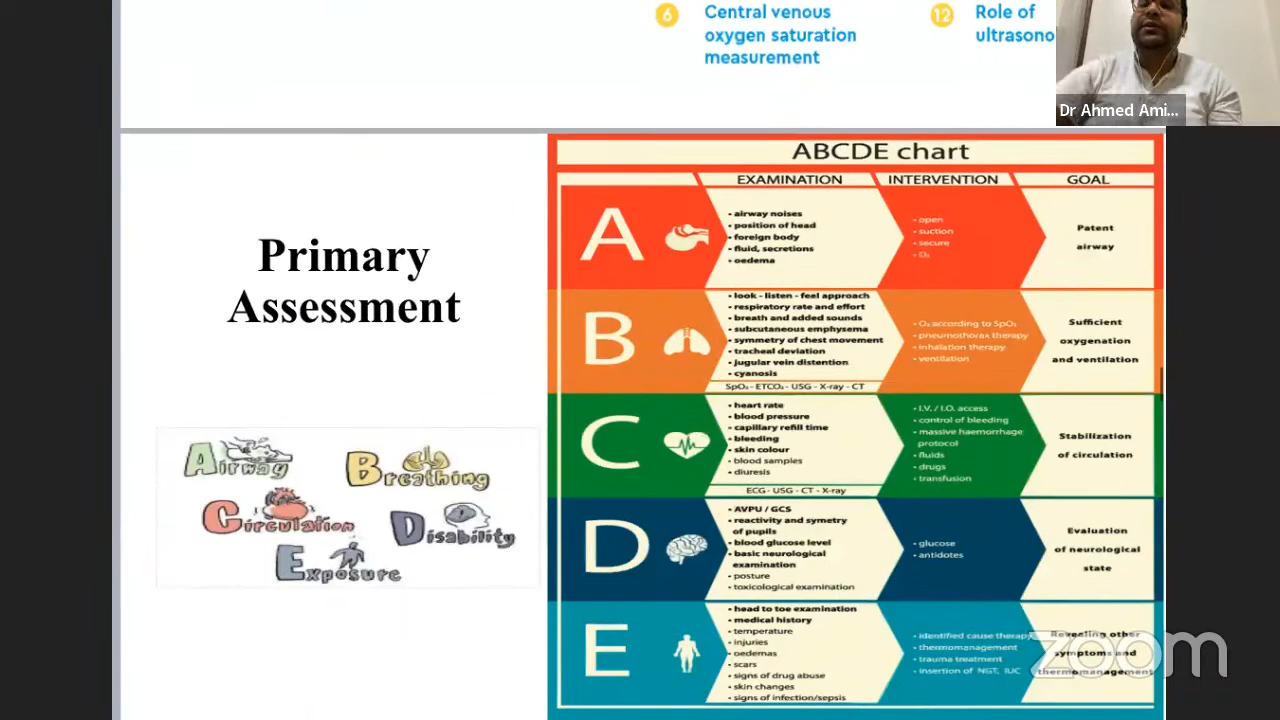 6
Central venous
oxygen saturation
measurement
12
Role of
ultrasono
Dr Ahmed Ami...
Primary
Assessment
Airway
Breathing
Circulation
Disability
Exposure
ABCDE chart
EXAMINATION
INTERVENTION
GOAL
A
• airway noises
• position of head
• foreign body
• fluid, secretions
• oedema
• open
• suction
• secure
• O₂
Patent
airway
B
• look - listen - feel approach
• respiratory rate and effort
• breath and added sounds
• subcutaneous emphysema
• symmetry of chest movement
• tracheal deviation
• jugular vein distention
• cyanosis
SpO₂ - ETCO₂ - USG - X-ray - CT
• O₂ according to SpO₂
• pneumothorax therapy
• inhalation therapy
• ventilation
Sufficient
oxygenation
and ventilation
C
• heart rate
• blood pressure
• capillary refill time
• bleeding
• skin colour
• blood samples
• diuresis
ECG - USG - CT - X-ray
• I.V. / I.O. access
• control of bleeding
• massive haemorrhage
protocol
• fluids
• drugs
• transfusion
Stabilization
of circulation
D
• AVPU / GCS
• reactivity and symetry
of pupils
• blood glucose level
• basic neurological
examination
• posture
• toxicological examination
• glucose
• antidotes
Evaluation
of neurological
state
E
• head to toe examination
• medical history
• temperature
• injuries
• oedemas
• scars
• signs of drug abuse
• skin changes
• signs of infection/sepsis
• identified cause therapy
• thermomanagement
• trauma treatment
• insertion of NGT, IUC
Revealing other
symptoms and
thermomanagement
zoom